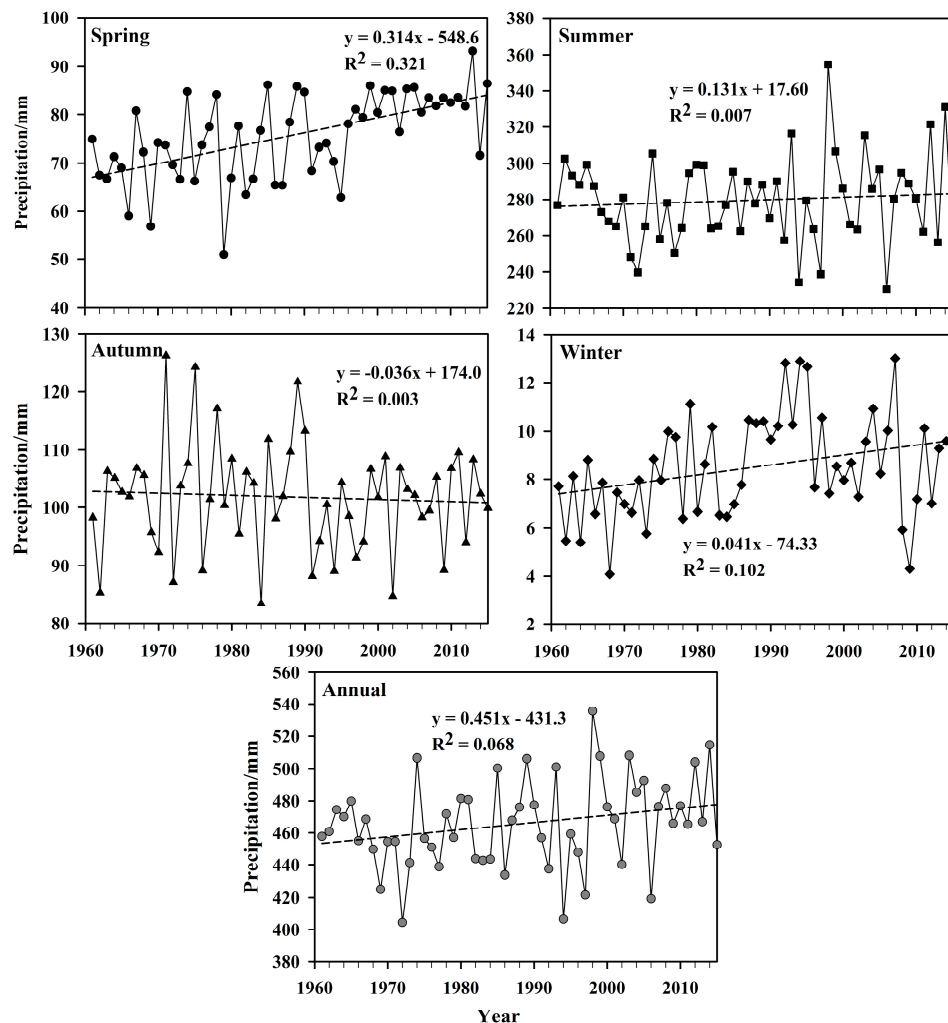 Spring
y = 0.314x - 548.6
R2 = 0.321
Precipitation/mm
100
90
80
70
60
50
40
Summer
y = 0.131x + 17.60
R2 = 0.007
380
360
340
320
300
280
260
240
220
Autumn
y = -0.036x + 174.0
R2 = 0.003
Precipitation/mm
130
120
110
100
90
80
1960 1970 1980 1990 2000 2010
Winter
y = 0.041x - 74.33
R2 = 0.102
14
12
10
8
6
4
2
1960 1970 1980 1990 2000 2010
Annual
y = 0.451x - 431.3
R2 = 0.068
Precipitation/mm
560
540
520
500
480
460
440
420
400
380
1960 1970 1980 1990 2000 2010
Year